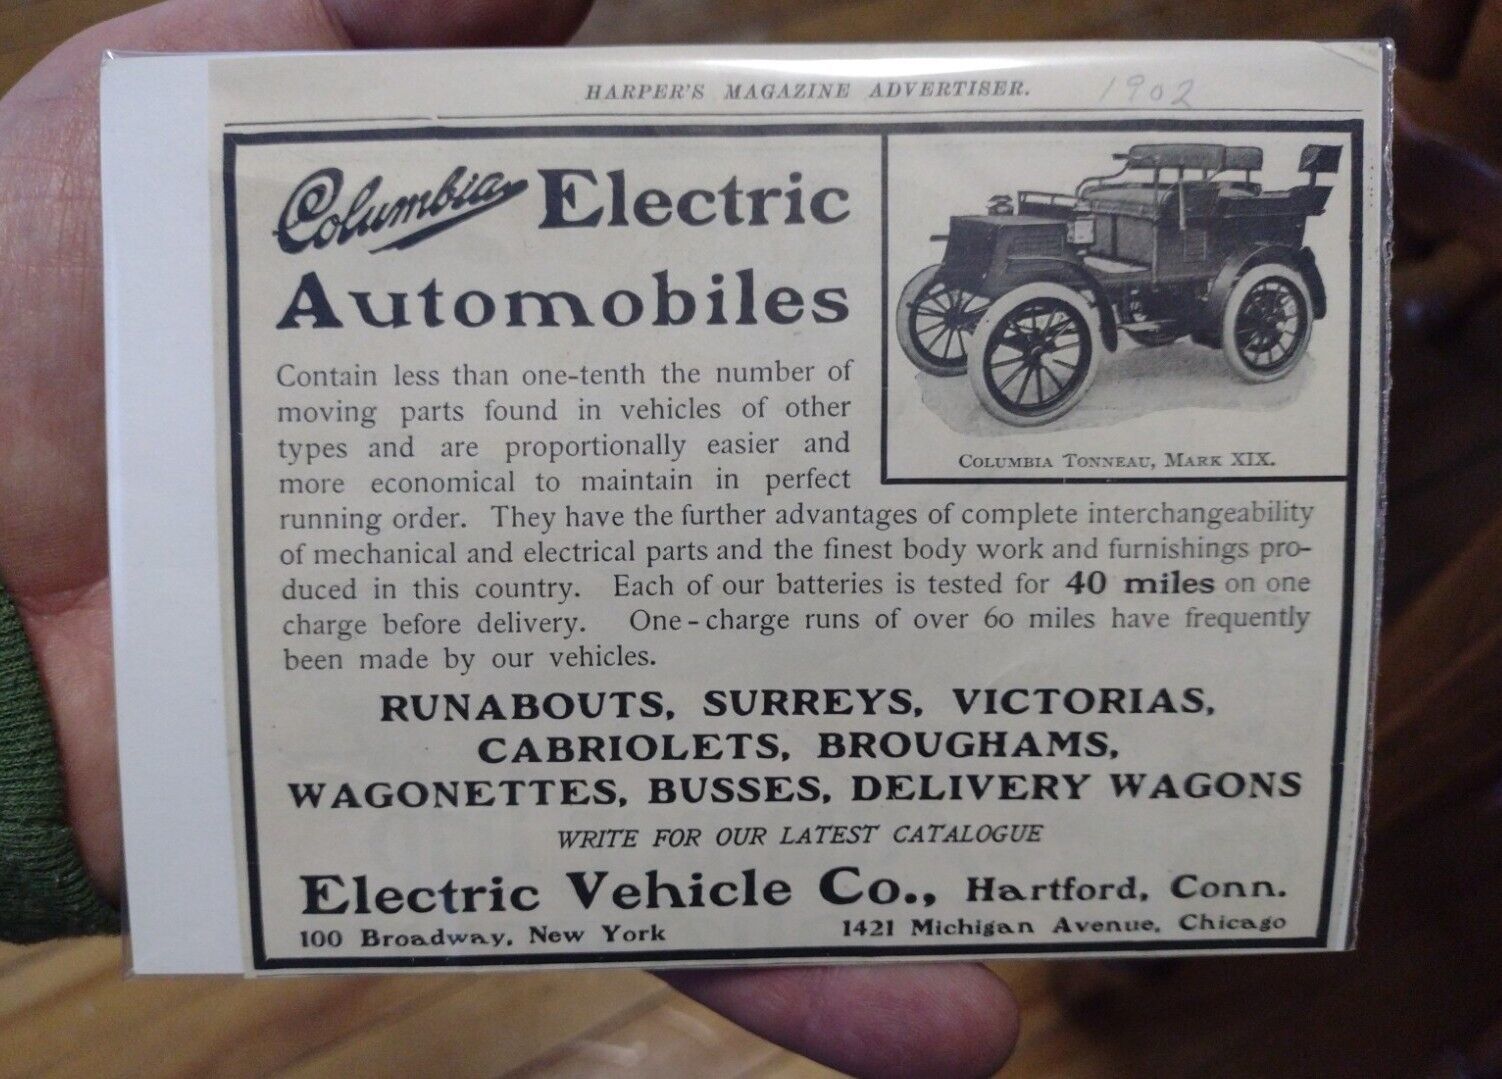 HARPER'S MAGAZINE ADVERTISER.
1902
Columbia Electric
Automobiles
Contain less than one-tenth the number of
moving parts found in vehicles of other
types and are proportionally easier and
more economical to maintain in perfect
running order. They have the further advantages of complete interchangeability
of mechanical and electrical parts and the finest body work and furnishings pro-
duced in this country. Each of our batteries is tested for 40 miles on one
charge before delivery. One-charge runs of over 60 miles have frequently
been made by our vehicles.
COLUMBIA TONNEAU, MARK XIX.
RUNABOUTS, SURREYS, VICTORIAS,
CABRIOLETS, BROUGHAMS,
WAGONETTES, BUSSES, DELIVERY WAGONS
WRITE FOR OUR LATEST CATALOGUE
Electric Vehicle Co., Hartford, Conn.
100 Broadway, New York 1421 Michigan Avenue, Chicago